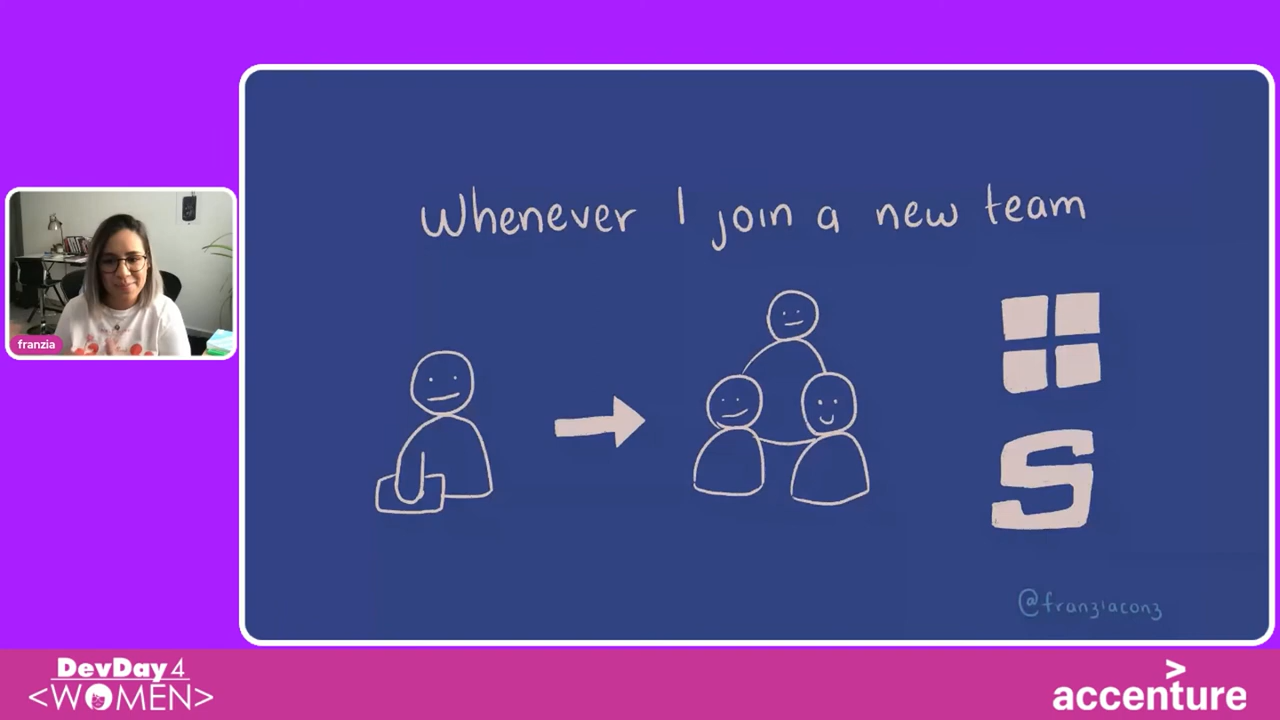 Whenever I join a new team
S
@franziaconz
franzia
DevDay4
<WOMEN>
accenture